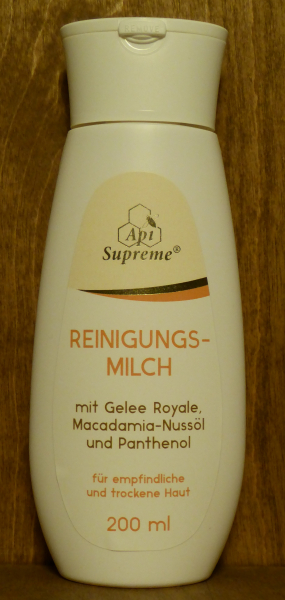 Api
Supreme®
REINIGUNGS-
MILCH
mit Gelee Royale,
Macadamia-Nussöl
und Panthenol
für empfindliche
und trockene Haut
200 ml